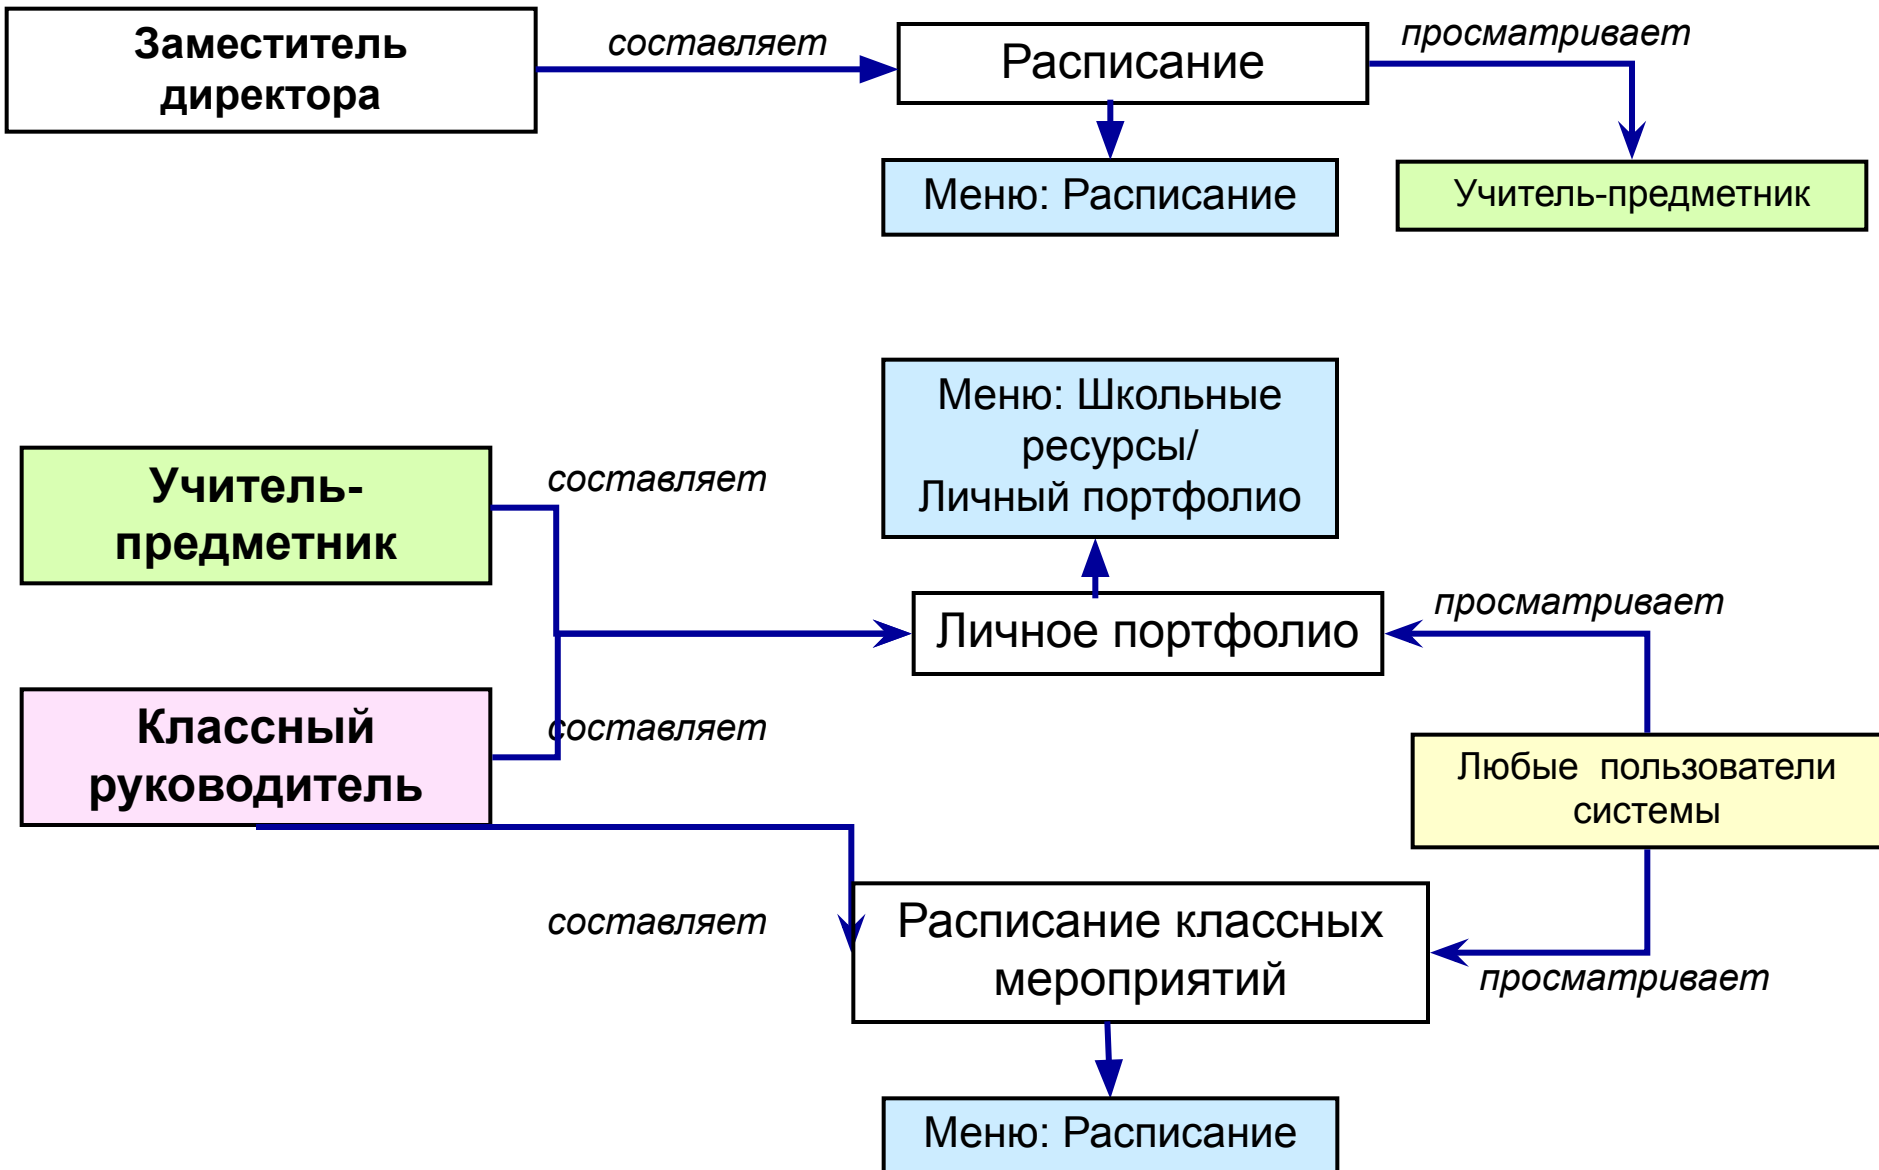 Заместитель
директора
составляет
Расписание
просматривает
Меню: Расписание
Учитель-предметник
Меню: Школьные
ресурсы/
Личный портфолио
Учитель-
предметник
составляет
Личное портфолио
просматривает
Классный
руководитель
составляет
Любые  пользователи
системы
составляет
Расписание классных
мероприятий
просматривает
Меню: Расписание